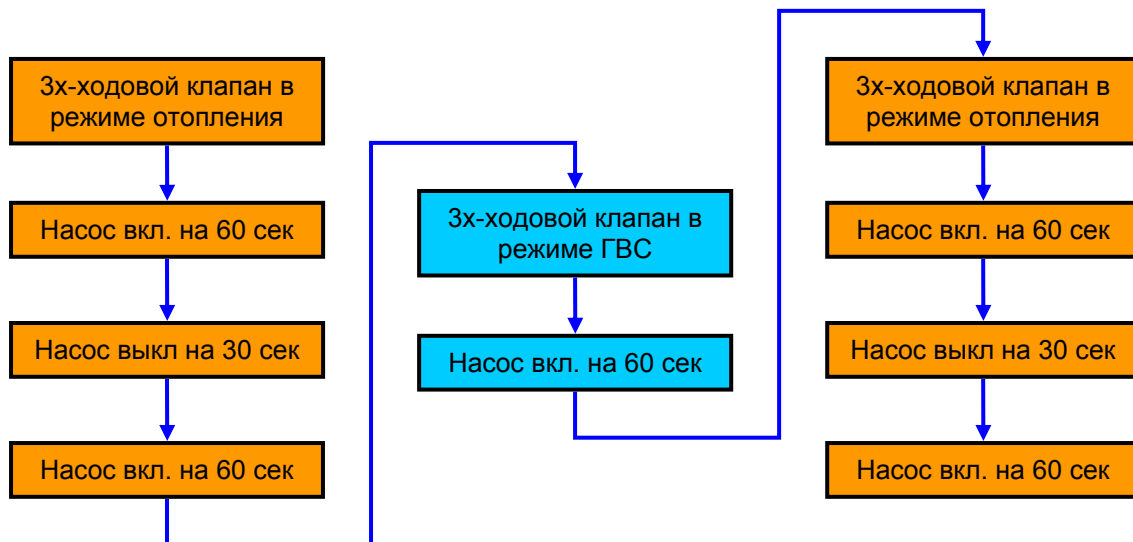 3х-ходовой клапан в
режиме отопления
Насос вкл. на 60 сек
Насос выкл на 30 сек
Насос вкл. на 60 сек
3х-ходовой клапан в
режиме ГВС
Насос вкл. на 60 сек
3х-ходовой клапан в
режиме отопления
Насос вкл. на 60 сек
Насос выкл на 30 сек
Насос вкл. на 60 сек